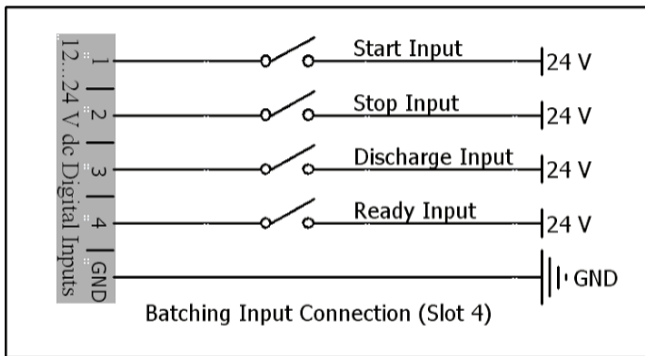 12...24 V dc Digital Inputs
1 Start Input 24 V
2 Stop Input 24 V
3 Discharge Input 24 V
4 Ready Input 24 V
GND GND
Batching Input Connection (Slot 4)